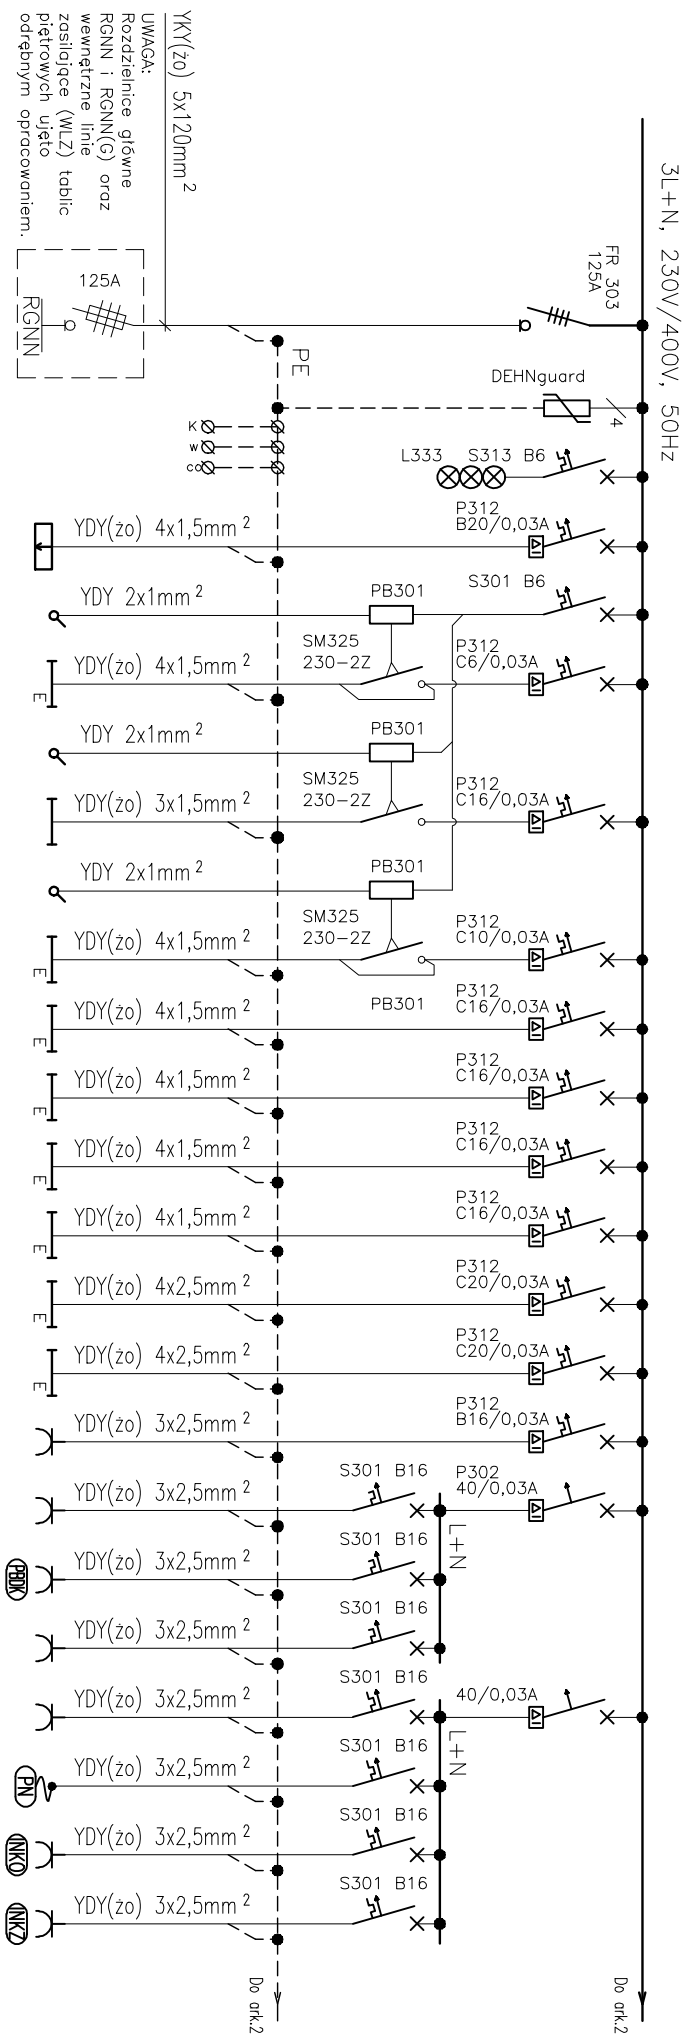 3L+N, 230V/400V, 50Hz
YKY(żo) 5x120mm²
UWAGA:
Rozdzielnice główne
RGNN i RGNN(G) oraz
wewnętrzne linie
zasilające (WLZ) tablic
piętrowych ujęto
odrębnym opracowaniem.
125A
RGNN
FR 303
125A
PE
DEHNguard
4
K
W
CO
L333 S313 B6
P312
B20/0,03A
YDY(żo) 4x1,5mm²
S301 B6
PB301
YDY 2x1mm²
SM325
230-2Z
P312
C6/0,03A
YDY(żo) 4x1,5mm²
E
PB301
YDY 2x1mm²
SM325
230-2Z
P312
C16/0,03A
YDY(żo) 3x1,5mm²
PB301
YDY 2x1mm²
SM325
230-2Z
P312
C10/0,03A
YDY(żo) 4x1,5mm²
E
PB301
P312
C16/0,03A
YDY(żo) 4x1,5mm²
E
P312
C16/0,03A
YDY(żo) 4x1,5mm²
E
P312
C16/0,03A
YDY(żo) 4x1,5mm²
E
P312
C16/0,03A
YDY(żo) 4x1,5mm²
E
P312
C20/0,03A
YDY(żo) 4x2,5mm²
E
P312
C20/0,03A
YDY(żo) 4x2,5mm²
E
P312
B16/0,03A
YDY(żo) 3x2,5mm²
P302
40/0,03A
S301 B16
YDY(żo) 3x2,5mm²
L+N
S301 B16
YDY(żo) 3x2,5mm²
PBDK
S301 B16
YDY(żo) 3x2,5mm²
40/0,03A
S301 B16
YDY(żo) 3x2,5mm²
L+N
S301 B16
YDY(żo) 3x2,5mm²
PN
S301 B16
YDY(żo) 3x2,5mm²
INKO
S301 B16
YDY(żo) 3x2,5mm²
INKZ
Do ark.2
Do ark.2